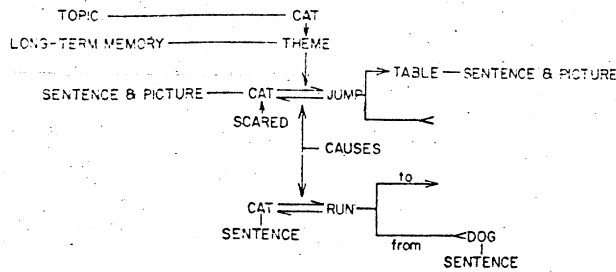 TOPIC CAT
LONG-TERM MEMORY THEME
TABLE SENTENCE & PICTURE
SENTENCE & PICTURE CAT JUMP
SCARED
CAUSES
to
CAT RUN
SENTENCE
from DOG
SENTENCE